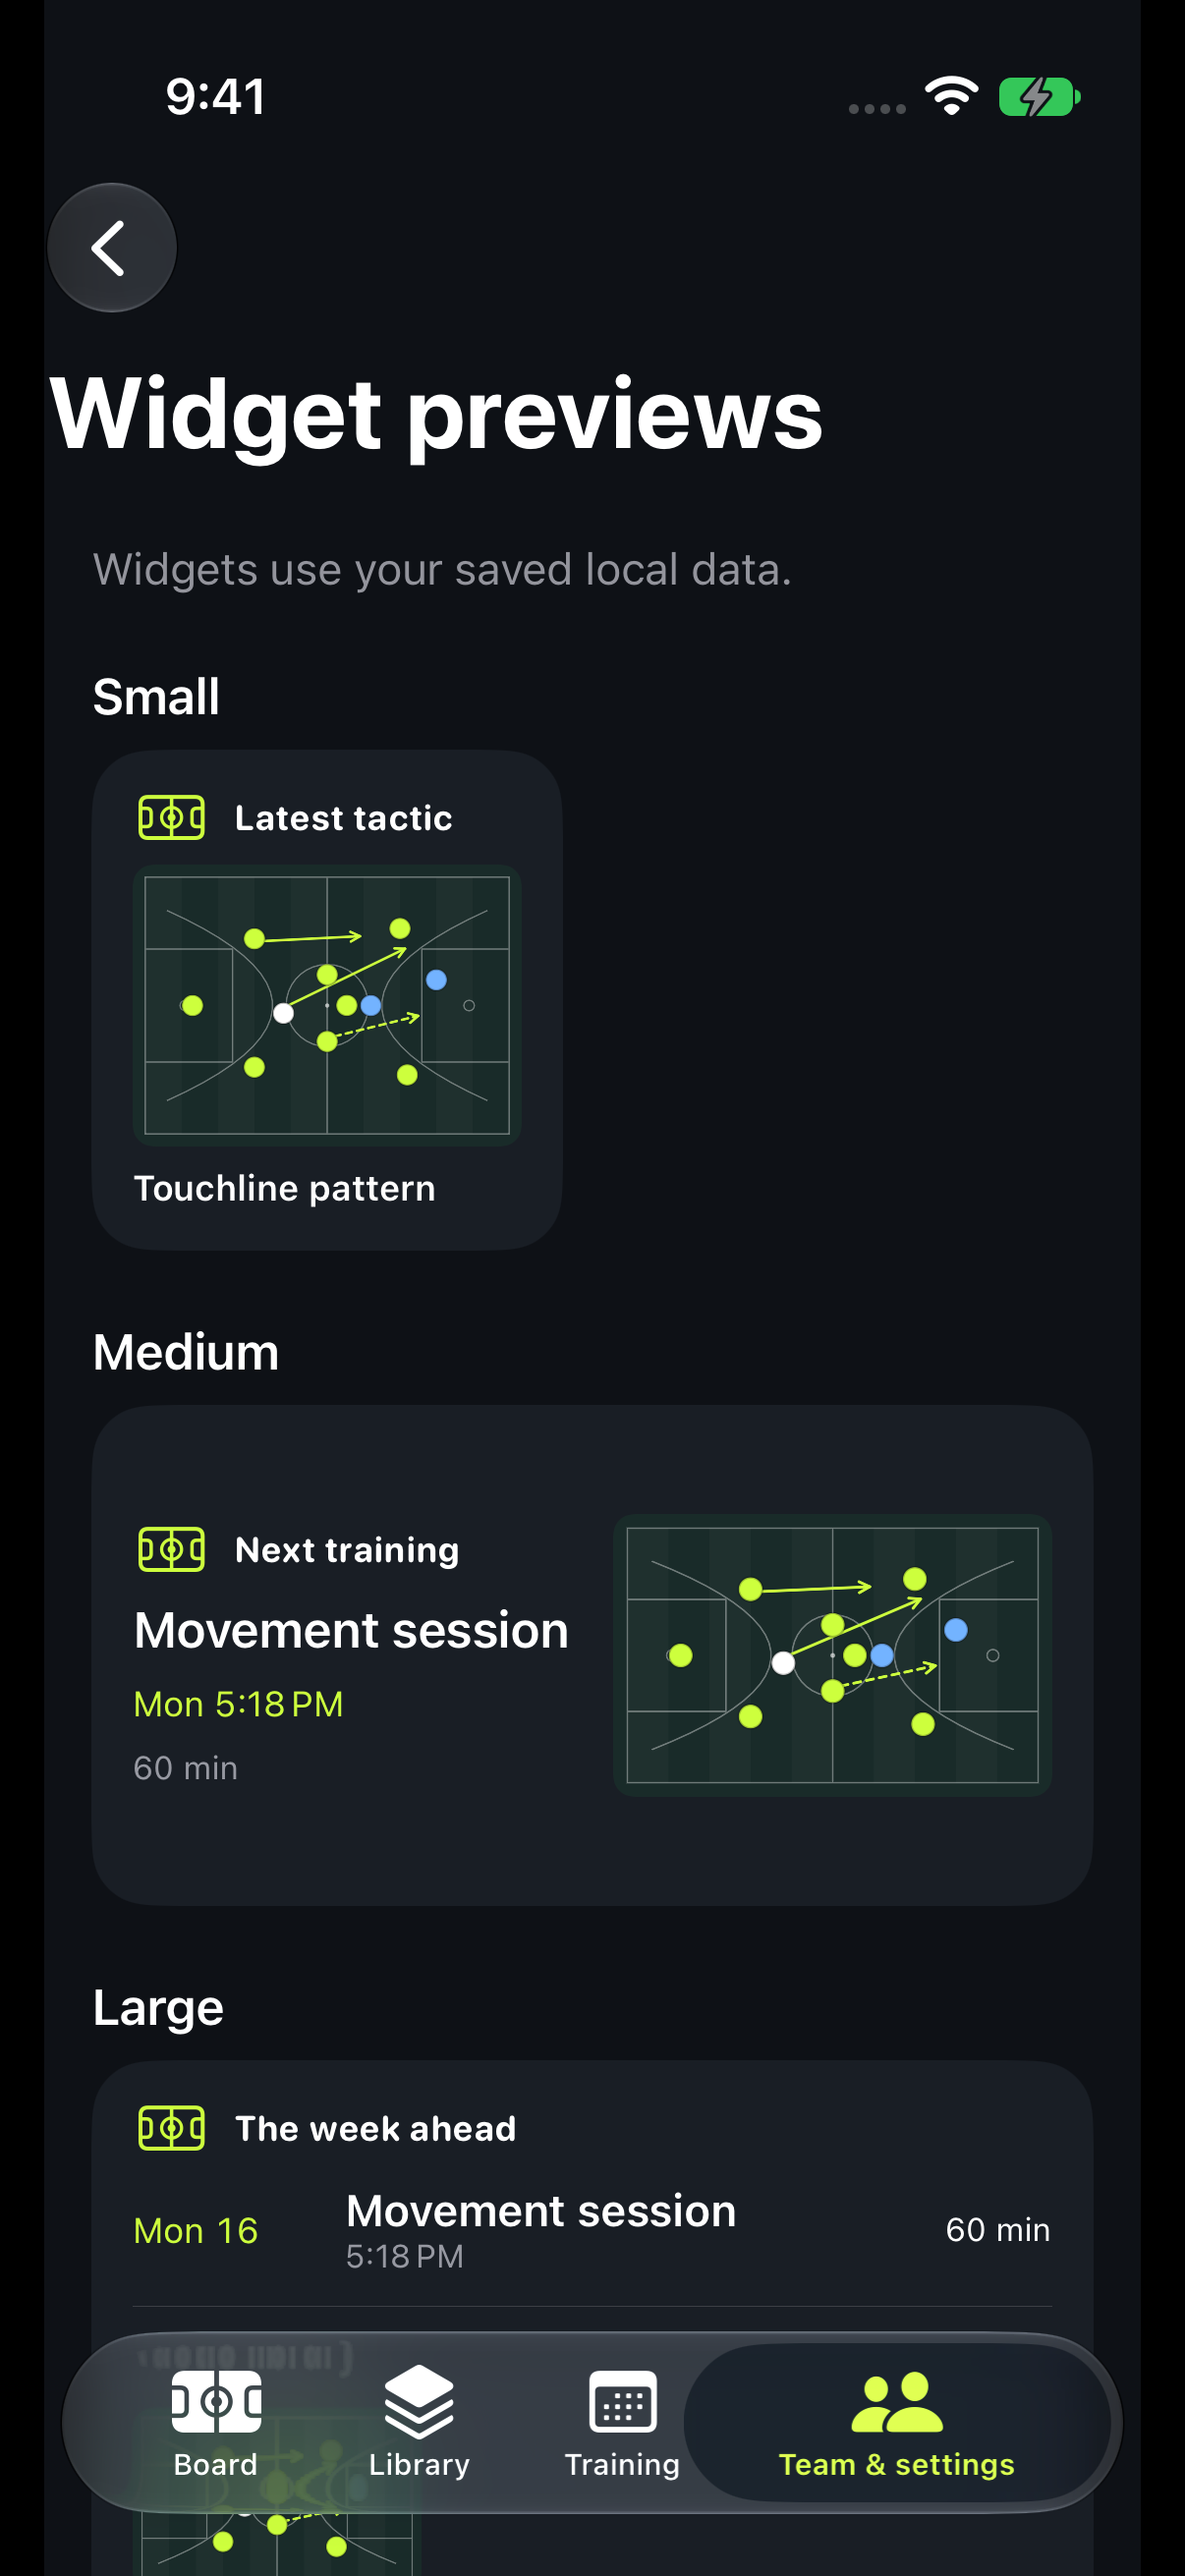 9:41
Widget previews
Widgets use your saved local data.
Small
Latest tactic
Touchline pattern
Medium
Next training
Movement session
Mon 5:18 PM
60 min
Large
The week ahead
Mon 16
Movement session
5:18 PM
60 min
Board
Library
Training
Team & settings